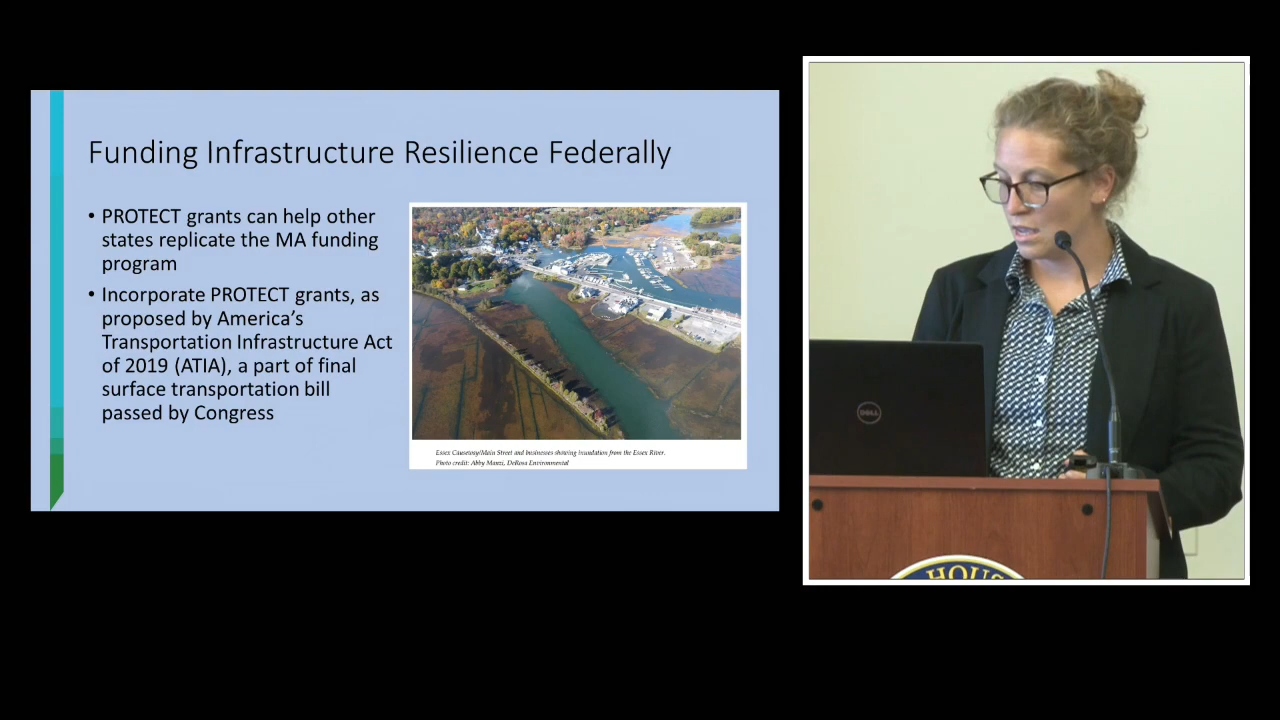 Funding Infrastructure Resilience Federally
• PROTECT grants can help other
states replicate the MA funding
program
• Incorporate PROTECT grants, as
proposed by America's
Transportation Infrastructure Act
of 2019 (ATIA), a part of final
surface transportation bill
passed by Congress
Essex Causeway/Main Street and businesses showing inundation from the Essex River.
Photo credit: Abby Manzi, DeRosa Environmental
DELL
HOUS